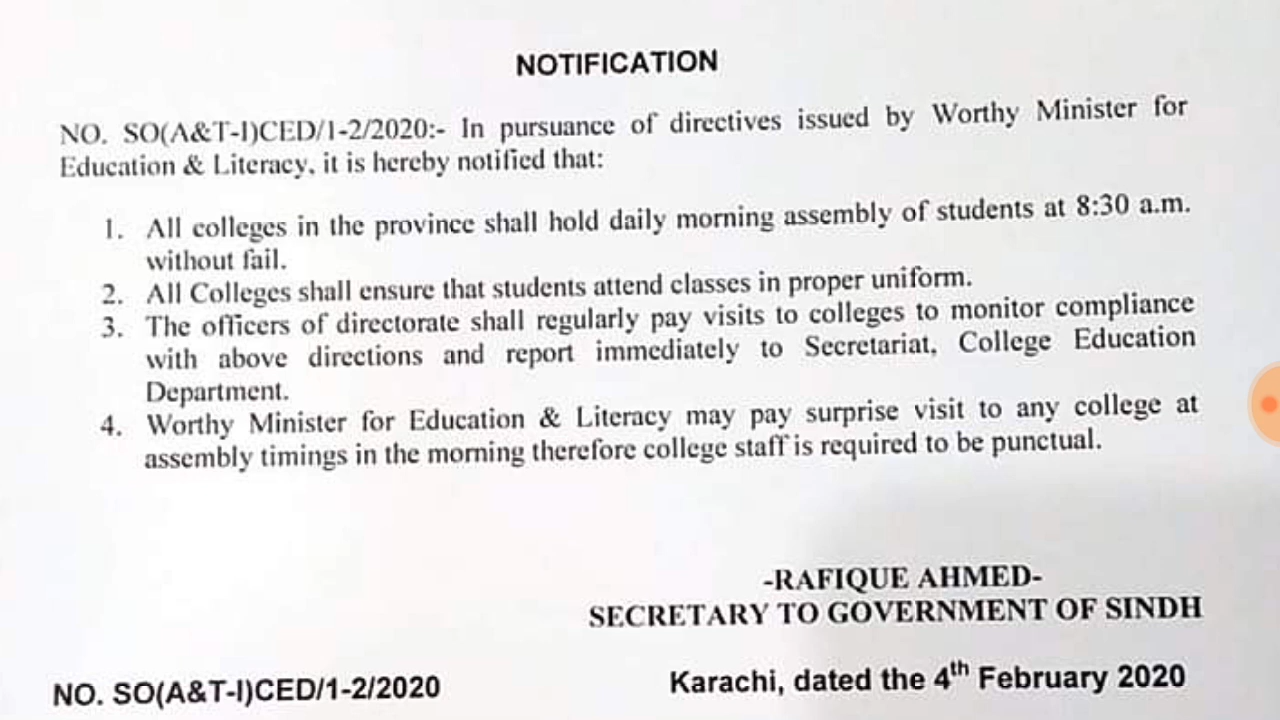 NOTIFICATION
NO. SO(A&T-I)CED/1-2/2020:- In pursuance of directives issued by Worthy Minister for
Education & Literacy, it is hereby notified that:
1. All colleges in the province shall hold daily morning assembly of students at 8:30 a.m.
without fail.
2. All Colleges shall ensure that students attend classes in proper uniform.
3. The officers of directorate shall regularly pay visits to colleges to monitor compliance
with above directions and report immediately to Secretariat, College Education
Department.
4. Worthy Minister for Education & Literacy may pay surprise visit to any college at
assembly timings in the morning therefore college staff is required to be punctual.
-RAFIQUE AHMED-
SECRETARY TO GOVERNMENT OF SINDH
NO. SO(A&T-I)CED/1-2/2020 Karachi, dated the 4th February 2020